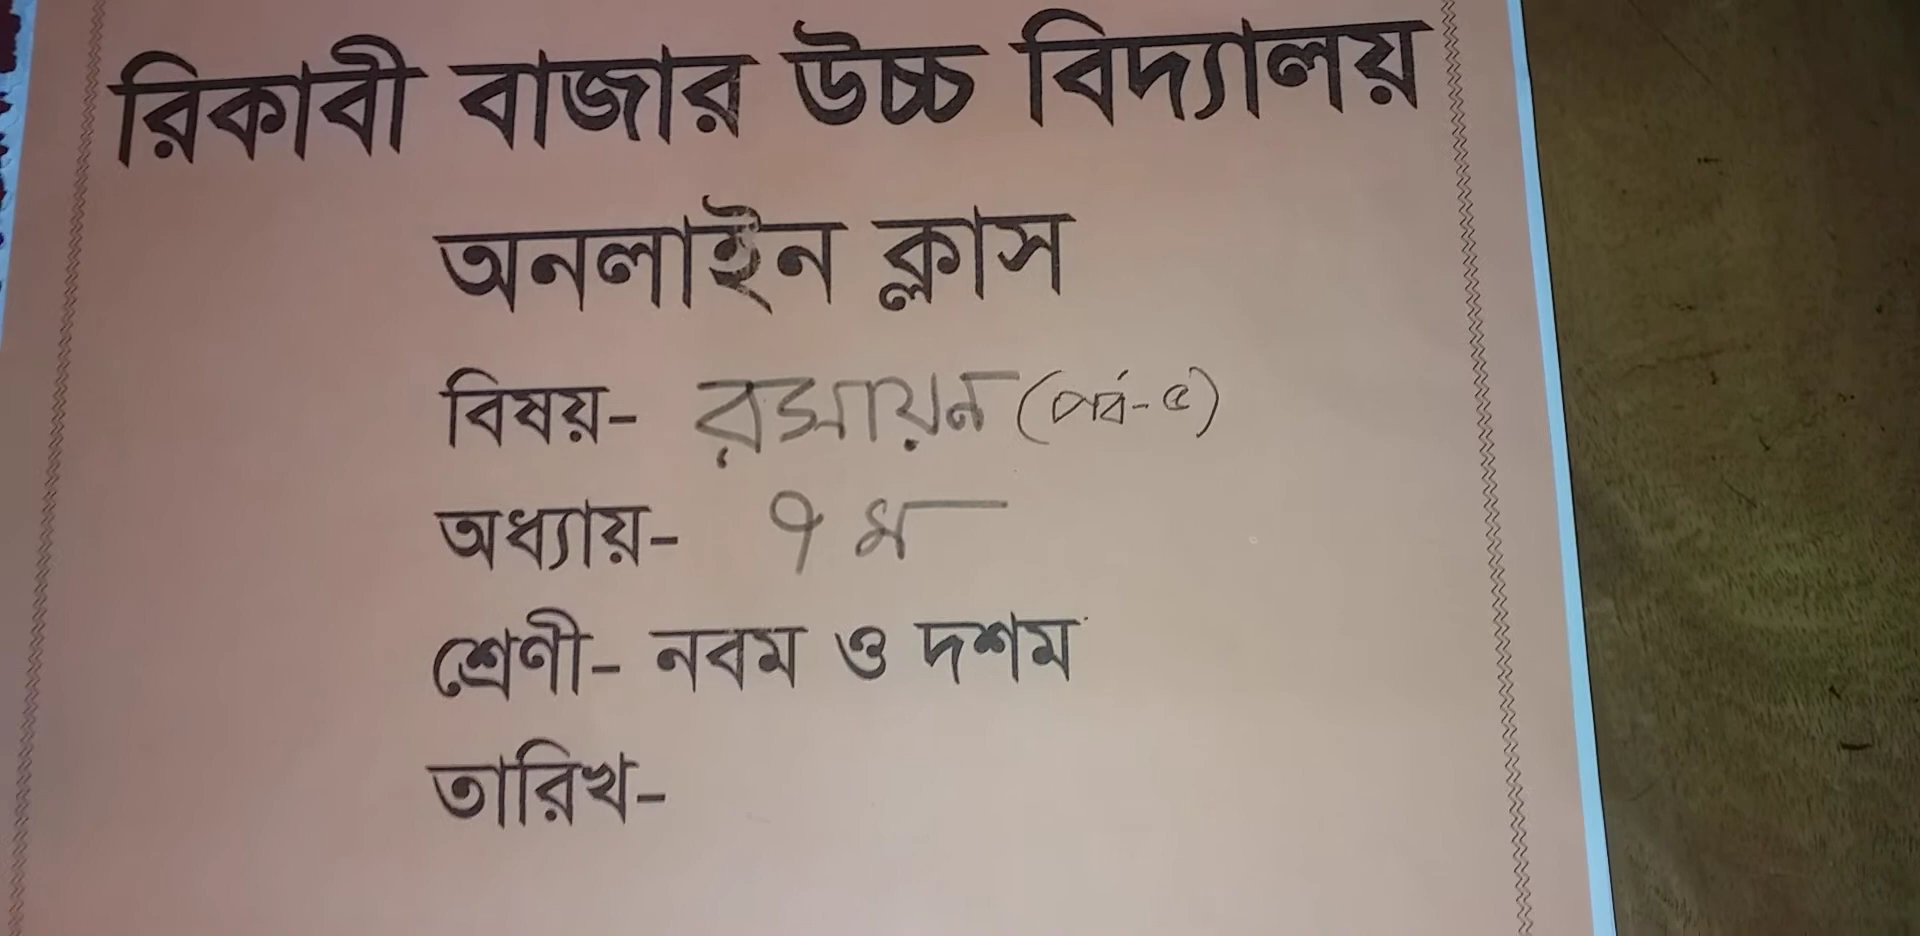 রিকাবী বাজার উচ্চ বিদ্যালয়
অনলাইন ক্লাস
বিষয়- রসায়ন (পর্ব-৫)
অধ্যায়- ৭ম
শ্রেণী- নবম ও দশম
তারিখ-